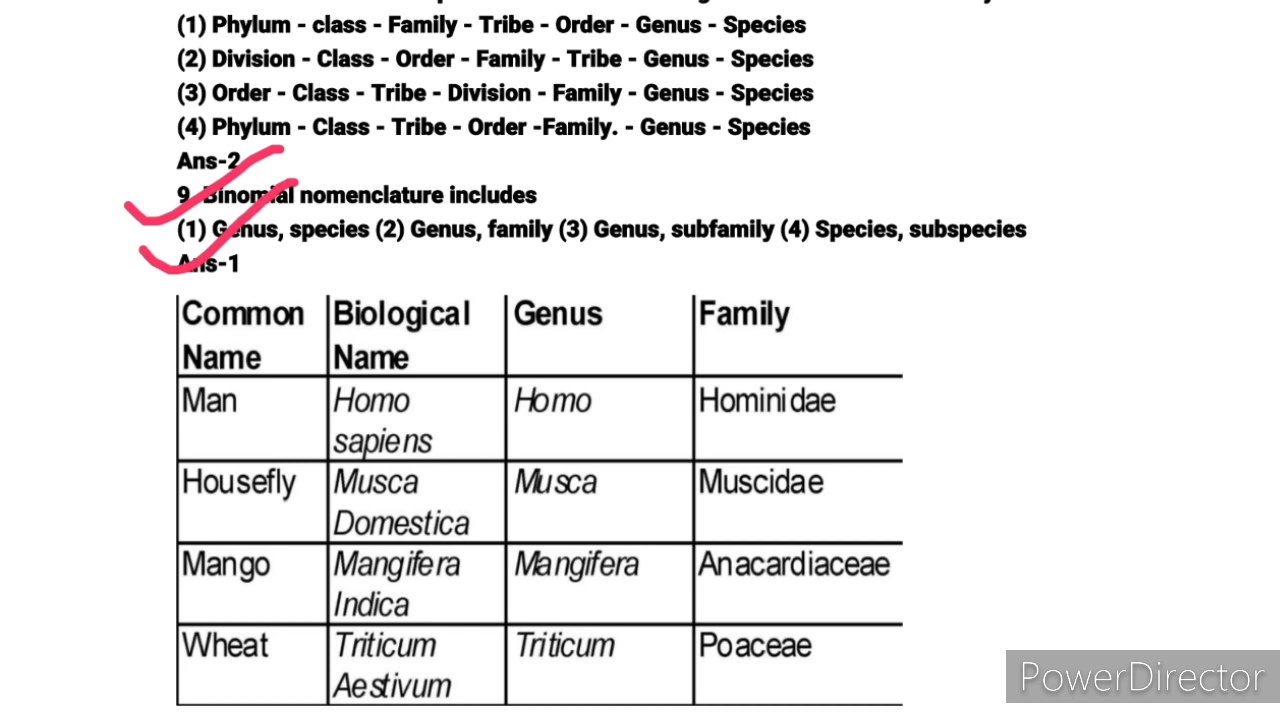 (1) Phylum - class - Family - Tribe - Order - Genus - Species
(2) Division - Class - Order - Family - Tribe - Genus - Species
(3) Order - Class - Tribe - Division - Family - Genus - Species
(4) Phylum - Class - Tribe - Order -Family. - Genus - Species
Ans-2
9. Binomial nomenclature includes
(1) Genus, species (2) Genus, family (3) Genus, subfamily (4) Species, subspecies
Ans-1
Common Name Biological Name Genus Family
Man Homo sapiens Homo Hominidae
Housefly Musca Domestica Musca Muscidae
Mango Mangifera Indica Mangifera Anacardiaceae
Wheat Triticum Aestivum Triticum Poaceae
PowerDirector